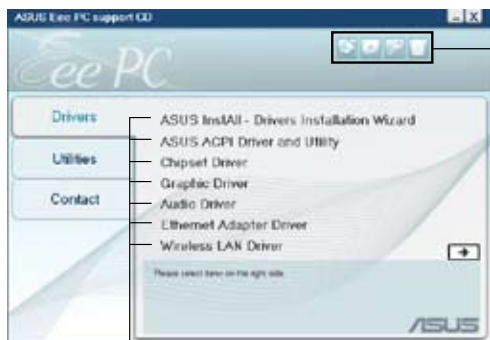 ASUS Eee PC support CD
Eee PC
Drivers
Utilities
Contact
ASUS InstAll - Drivers Installation Wizard
ASUS ACPI Driver and Utility
Chipset Driver
Graphic Driver
Audio Driver
Ethernet Adapter Driver
Wireless LAN Driver
Please select items on the right side.
ASUS